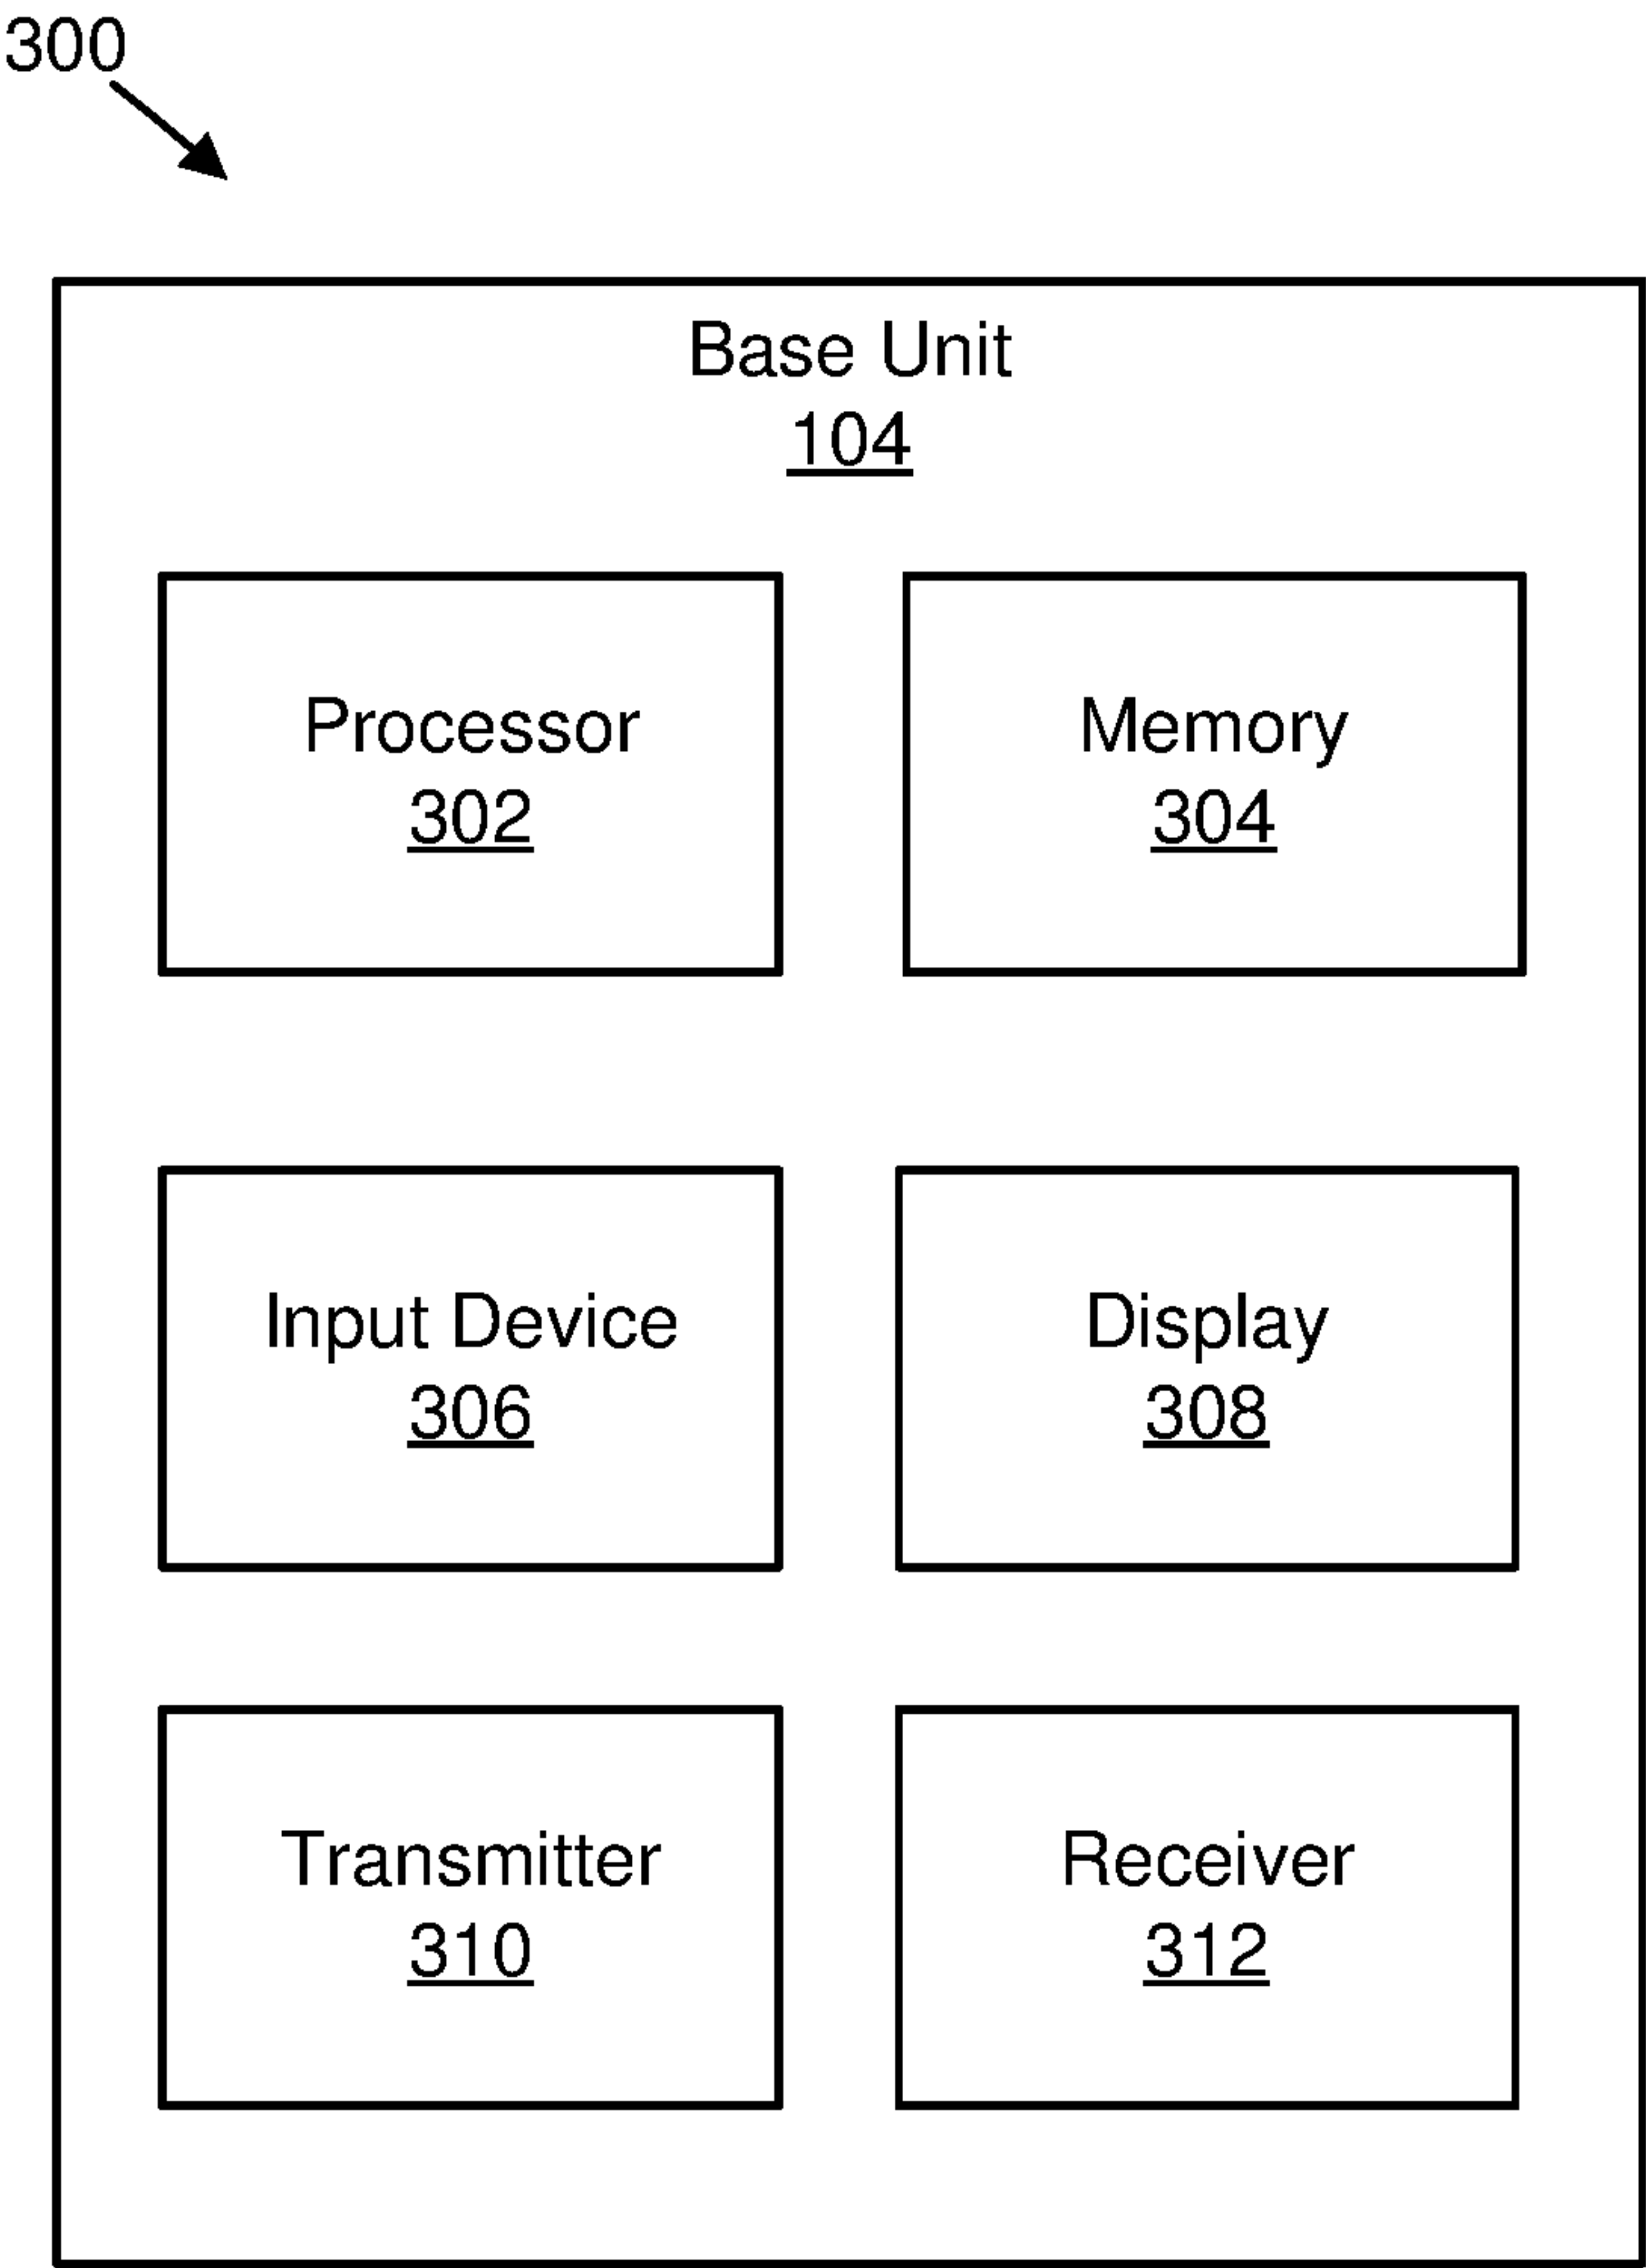 300
Base Unit
104
Processor
302
Memory
304
Input Device
306
Display
308
Transmitter
310
Receiver
312